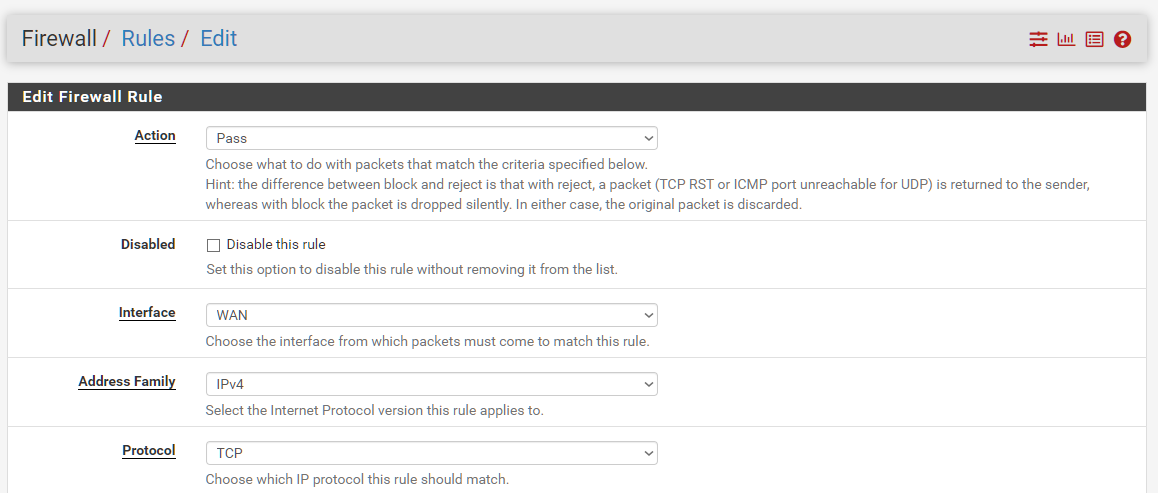 Firewall / Rules / Edit
Edit Firewall Rule
Action
Pass
Choose what to do with packets that match the criteria specified below.
Hint: the difference between block and reject is that with reject, a packet (TCP RST or ICMP port unreachable for UDP) is returned to the sender,
whereas with block the packet is dropped silently. In either case, the original packet is discarded.
Disabled
Disable this rule
Set this option to disable this rule without removing it from the list.
Interface
WAN
Choose the interface from which packets must come to match this rule.
Address Family
IPv4
Select the Internet Protocol version this rule applies to.
Protocol
TCP
Choose which IP protocol this rule should match.